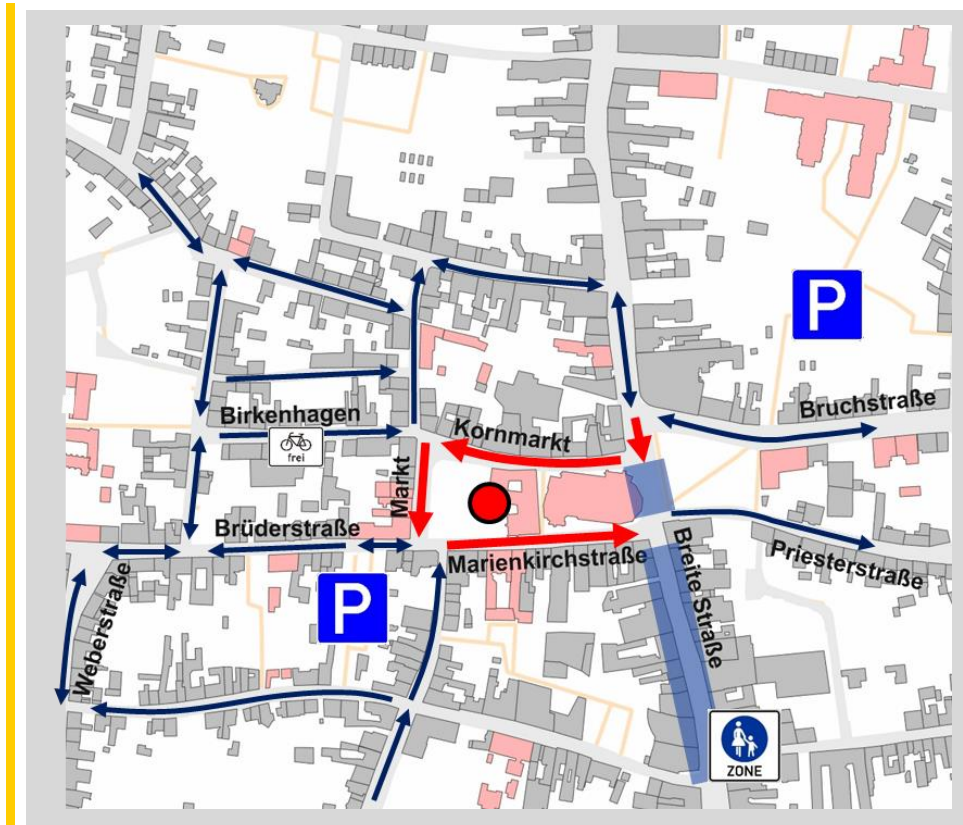 P
Bruchstraße
Birkenhagen
frei
Kornmarkt
Markt
Brüderstraße
Marienkirchstraße
Breite Straße
Priesterstraße
P
Weberstraße
ZONE